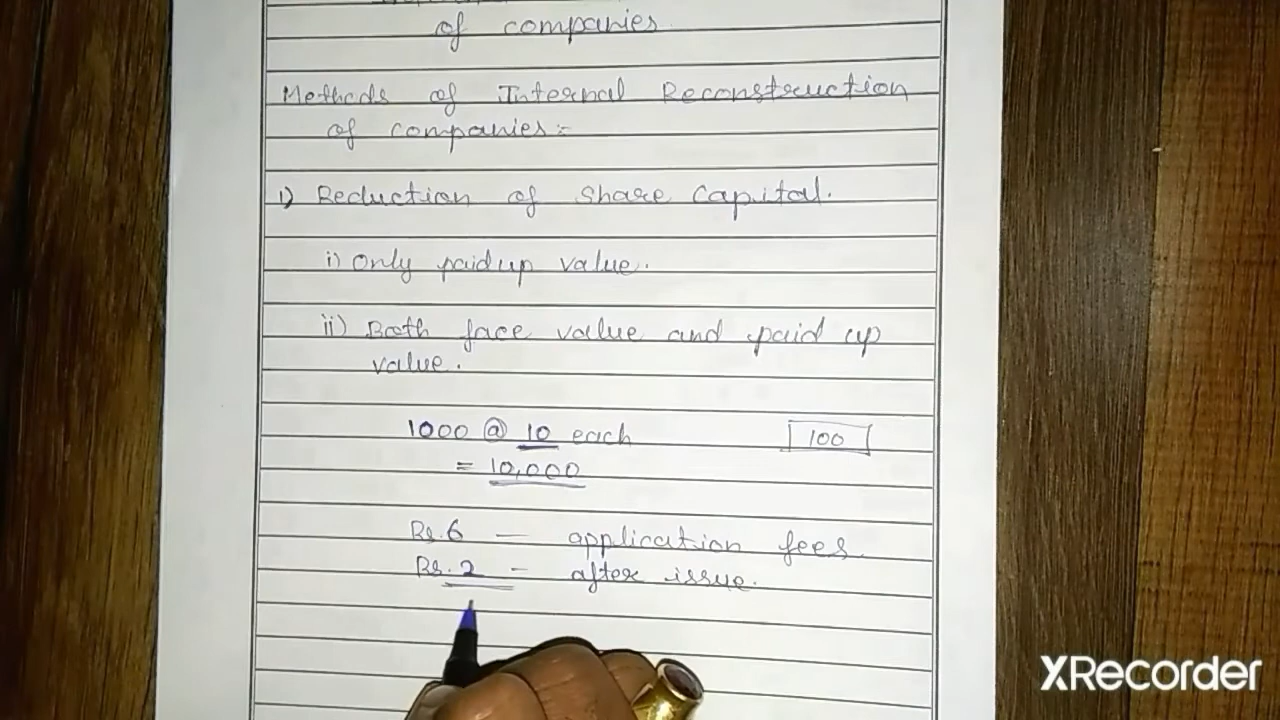 of companies
Methods of Internal Reconstruction
of companies:-
1) Reduction of share capital.
i) only paid up value.
ii) Both face value and paid up
value.
1000 @ 10 each
100
= 10,000
Rs. 6 — application fees.
Rs. 2 - after issue.
XRecorder